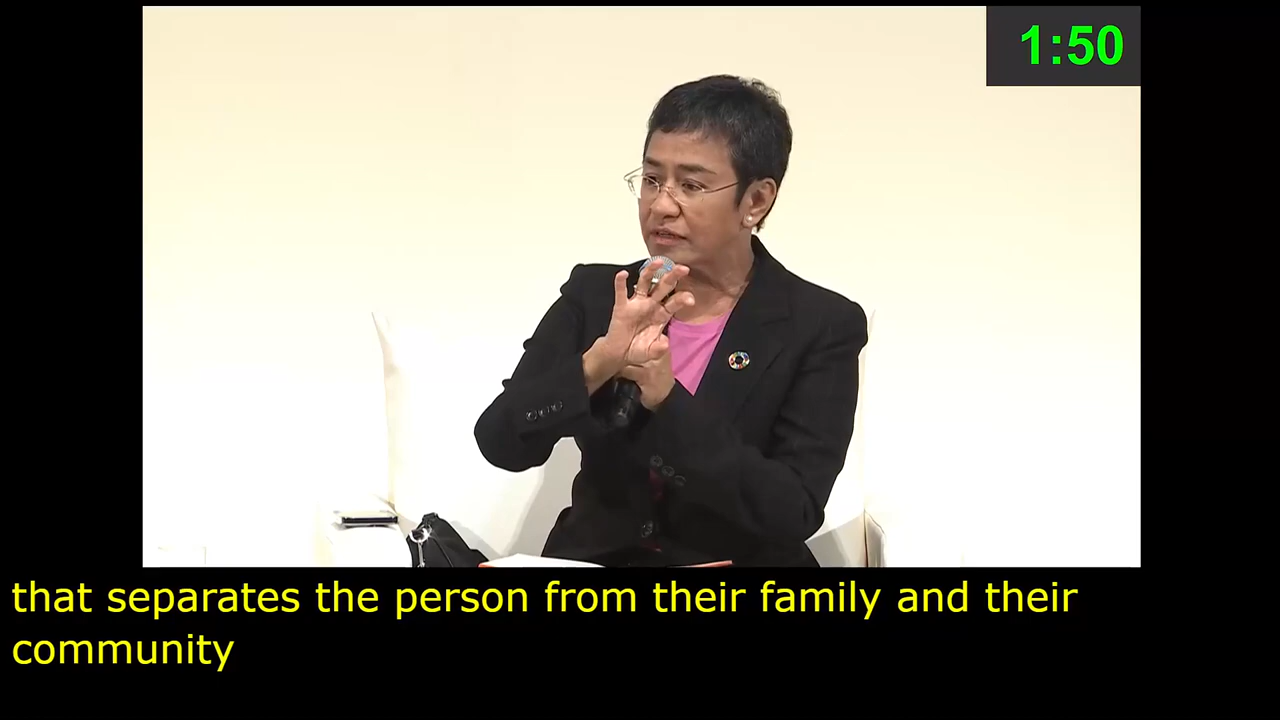 1:50
that separates the person from their family and their
community